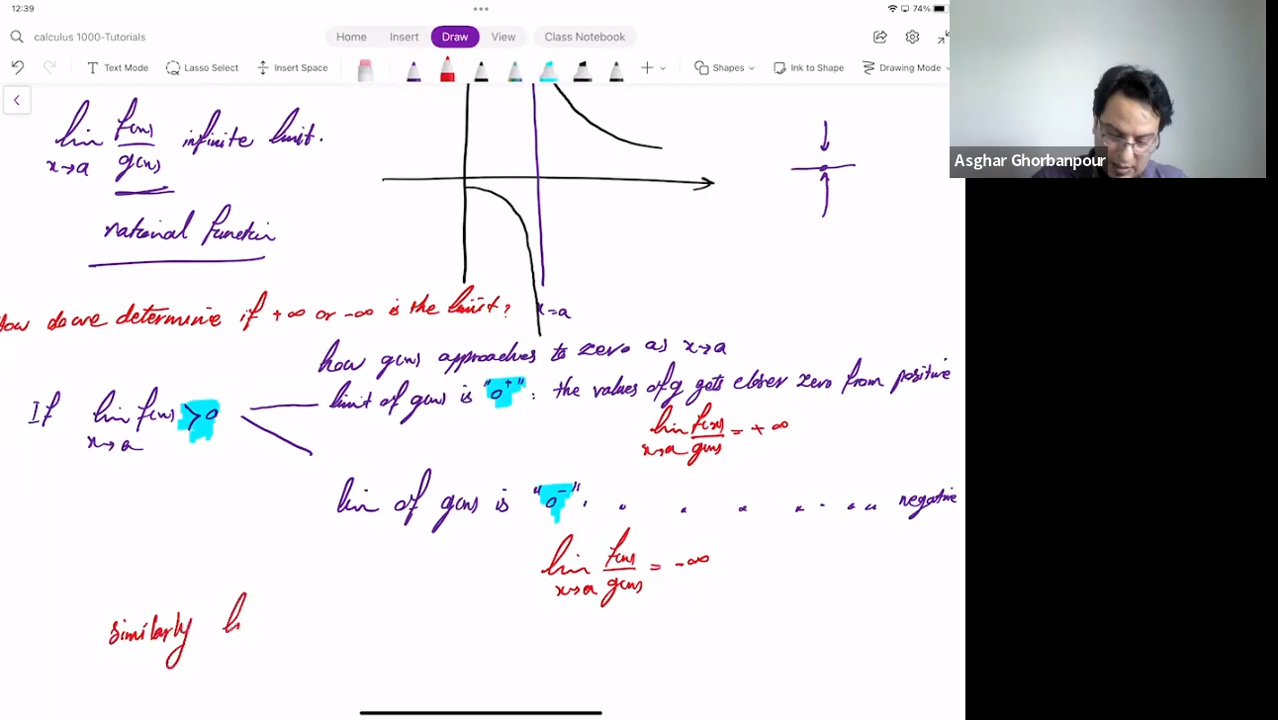 12:39
74%
calculus 1000-Tutorials
Home Insert Draw View Class Notebook
Text Mode Lasso Select Insert Space Shapes Ink to Shape Drawing Mode
Asghar Ghorbanpour
lim f(x)/g(x) infinite limit.
x→a
rational function
How do we determine if +∞ or -∞ is the limit?
x=a
how g(x) approaches to zero as x→a
limit of g(x) is "0⁺" : the values of g gets closer zero from positive
If lim f(x) > 0
x→a
lim f(x)/g(x) = +∞
x→a
lim of g(x) is "0⁻" , " " " " " " negative
lim f(x)/g(x) = -∞
x→a
similarly